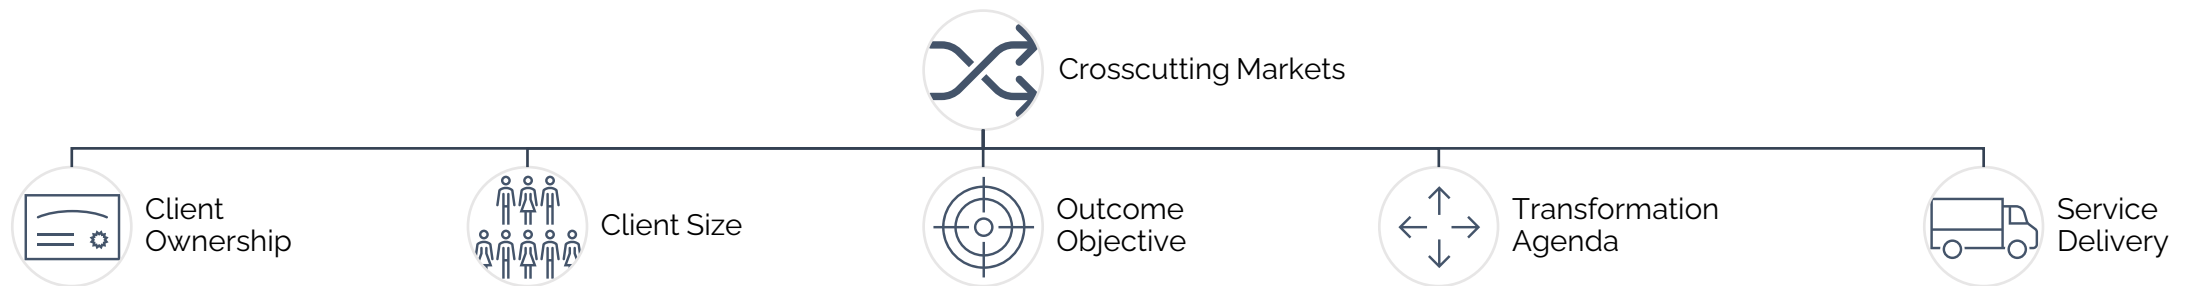 Crosscutting Markets
Client
Ownership
Client Size
Outcome
Objective
Transformation
Agenda
Service
Delivery